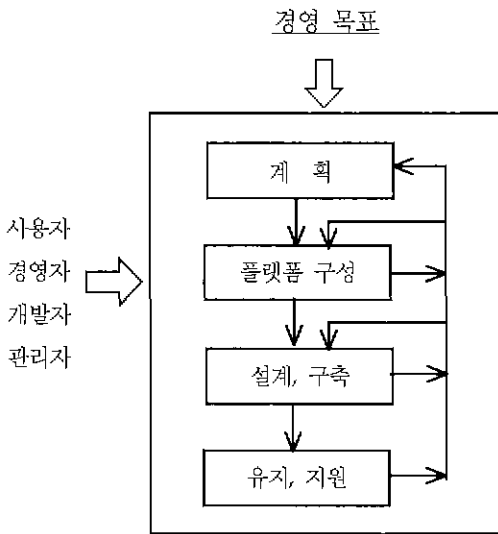 경영 목표
계 획
사용자
경영자
개발자
관리자
플랫폼 구성
설계, 구축
유지, 지원